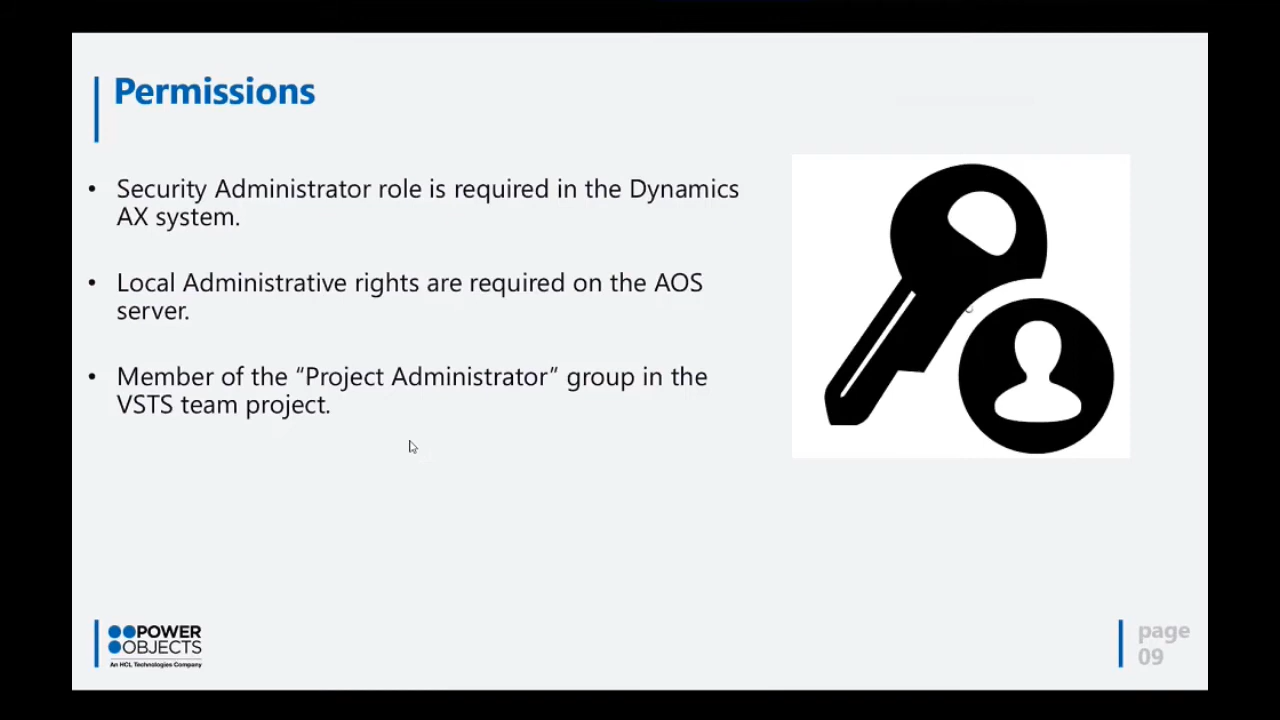 Permissions
• Security Administrator role is required in the Dynamics
AX system.
• Local Administrative rights are required on the AOS
server.
• Member of the “Project Administrator” group in the
VSTS team project.
POWER
OBJECTS
An HCL Technologies Company
page
09